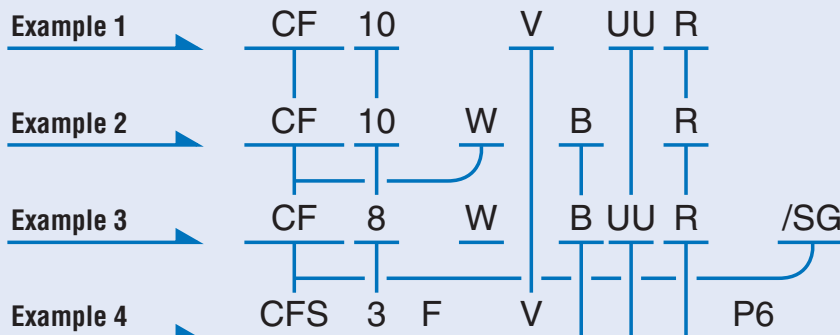 Example 1 CF 10 V UU R
Example 2 CF 10 W B R
Example 3 CF 8 W B UU R /SG
Example 4 CFS 3 F V P6